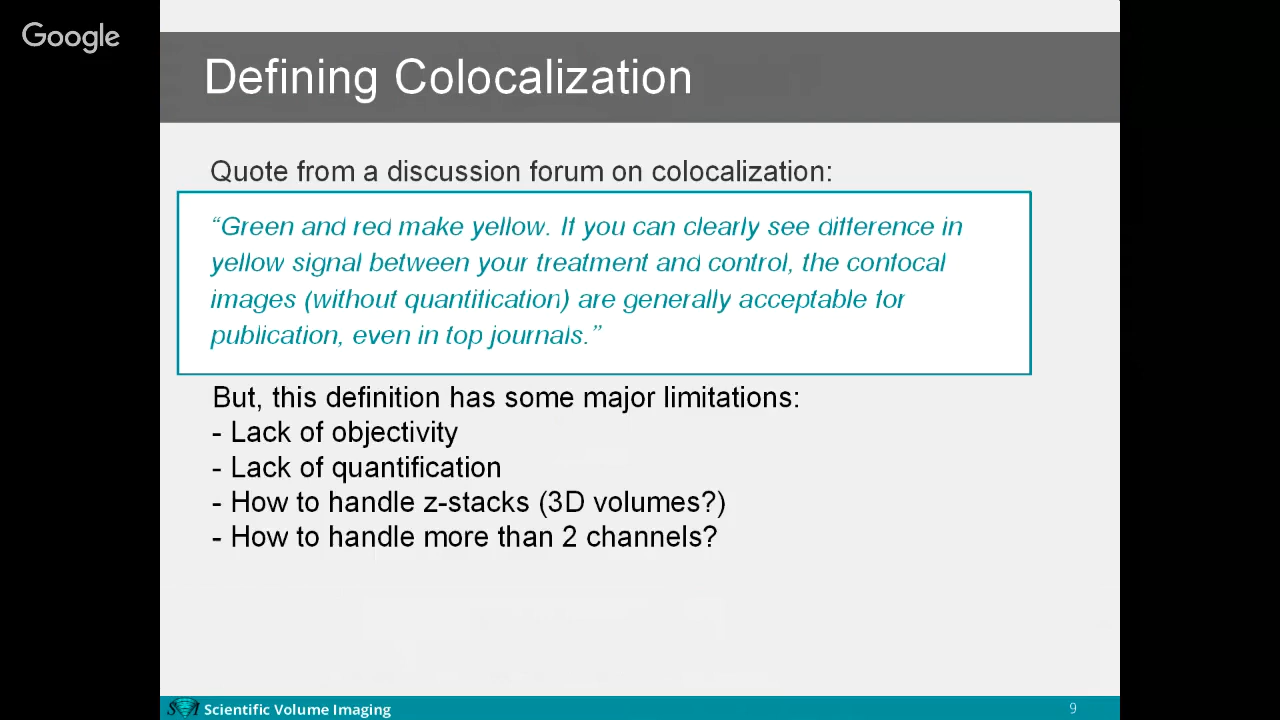 Google
Defining Colocalization
Quote from a discussion forum on colocalization:
“Green and red make yellow. If you can clearly see difference in
yellow signal between your treatment and control, the confocal
images (without quantification) are generally acceptable for
publication, even in top journals.”
But, this definition has some major limitations:
- Lack of objectivity
- Lack of quantification
- How to handle z-stacks (3D volumes?)
- How to handle more than 2 channels?
SVI Scientific Volume Imaging
9